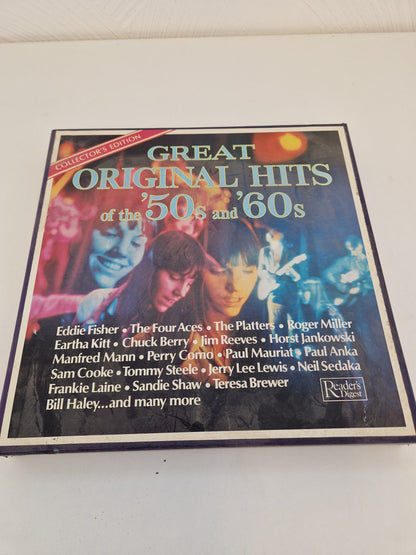 COLLECTOR'S EDITION
GREAT
ORIGINAL HITS
of the '50s and '60s
Eddie Fisher • The Four Aces • The Platters • Roger Miller
Eartha Kitt • Chuck Berry • Jim Reeves • Horst Jankowski
Manfred Mann • Perry Como • Paul Mauriat • Paul Anka
Sam Cooke • Tommy Steele • Jerry Lee Lewis • Neil Sedaka
Frankie Laine • Sandie Shaw • Teresa Brewer
Bill Haley...and many more
Reader's
Digest